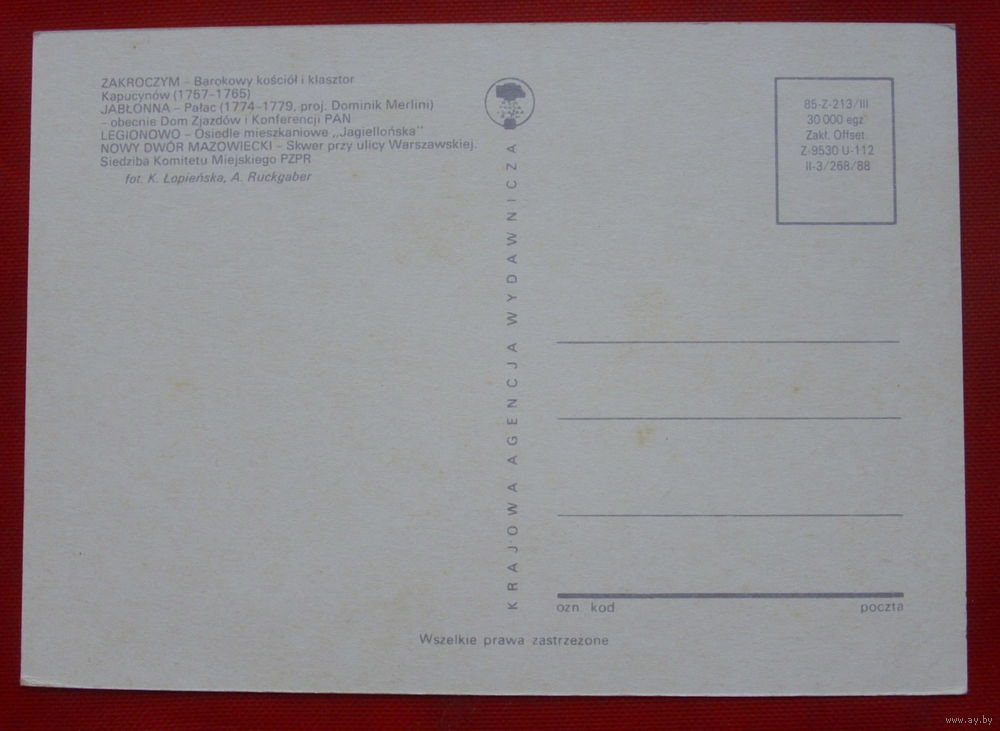 ZAKROCZYM – Barokowy kościół i klasztor
Kapucynów (1757–1765)
JABŁONNA – Pałac (1774–1779, proj. Dominik Merlini)
– obecnie Dom Zjazdów i Konferencji PAN
LEGIONOWO – Osiedle mieszkaniowe „Jagiellońska"
NOWY DWÓR MAZOWIECKI – Skwer przy ulicy Warszawskiej.
Siedziba Komitetu Miejskiego PZPR
fot. K. Łopieńska, A. Ruckgaber
KRAJOWA AGENCJA WYDAWNICZA
85-Z-213/III
30 000 egz.
Zakł. Offset.
Z-9530 U-112
II-3/268/88
ozn. kod poczta
Wszelkie prawa zastrzeżone
www.ay.by